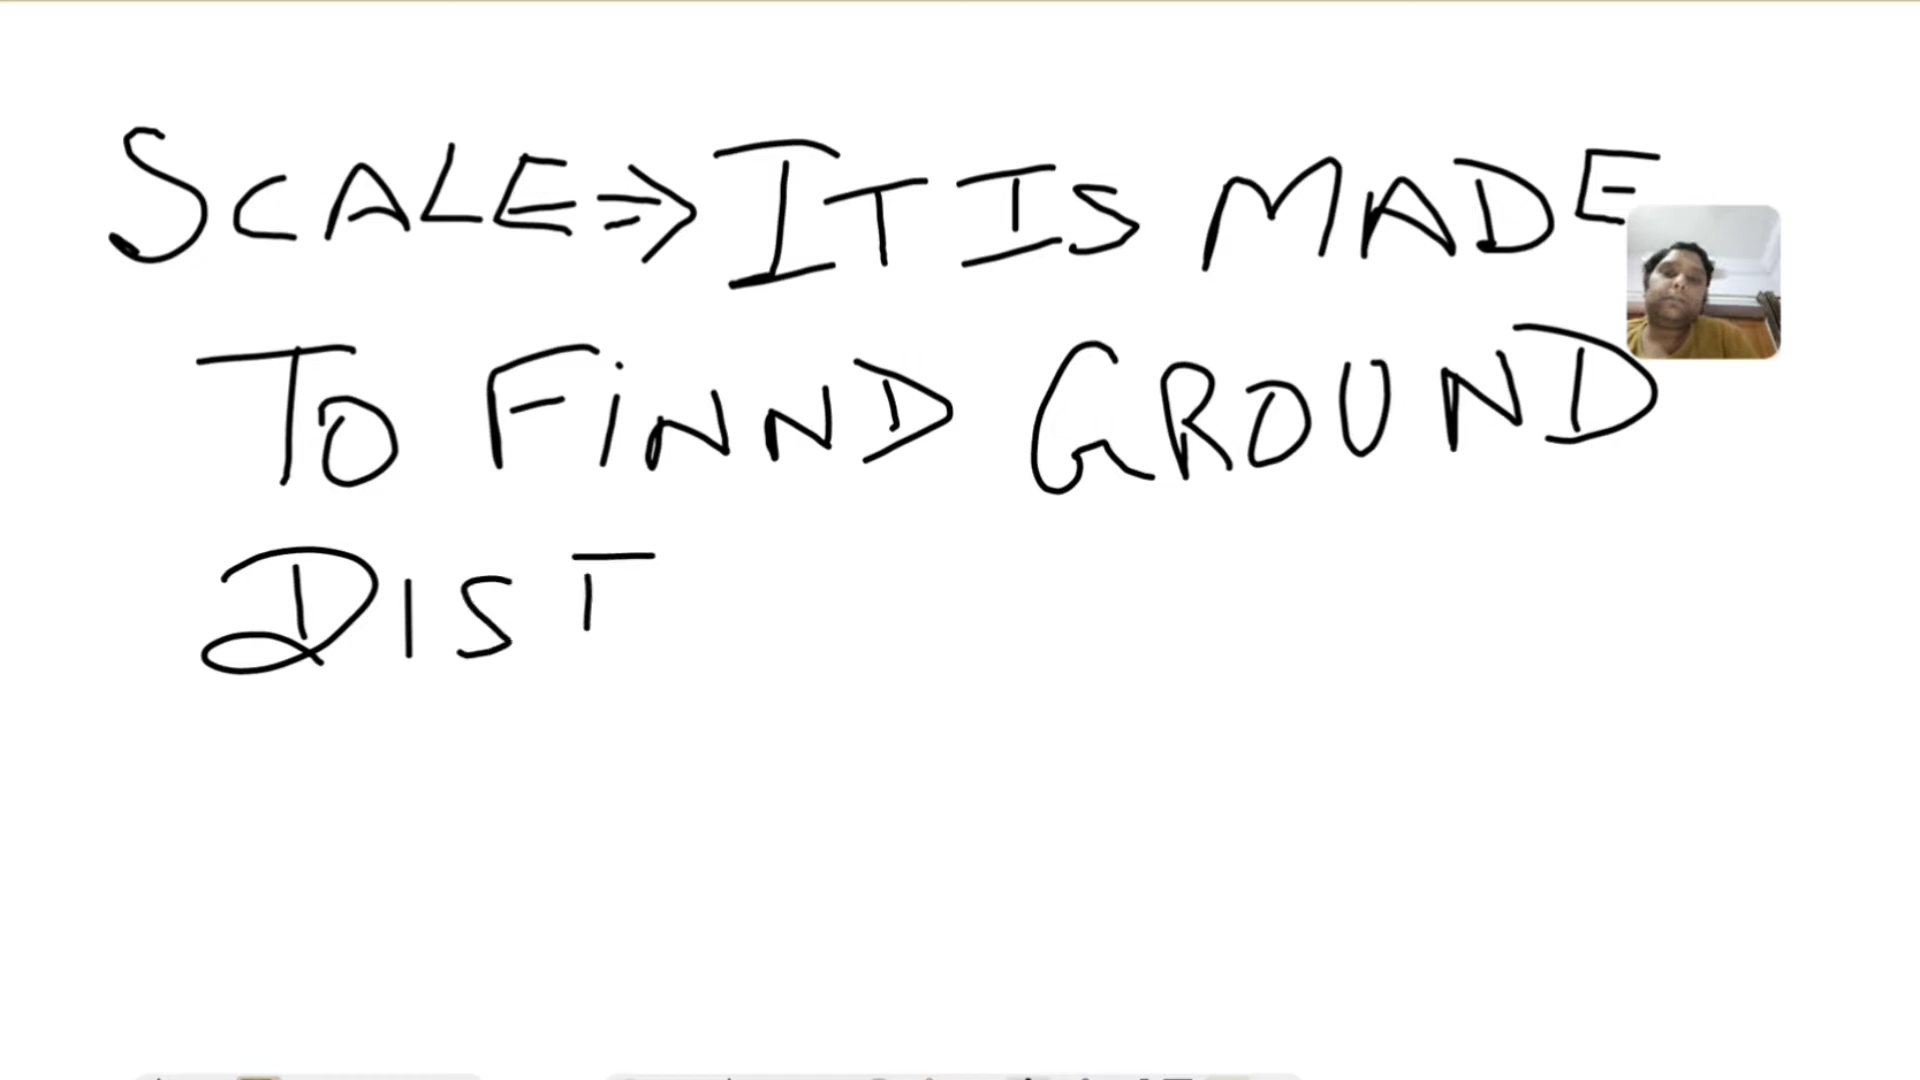 SCALE⇒ IT IS MADE
TO FINND GROUND
DIST